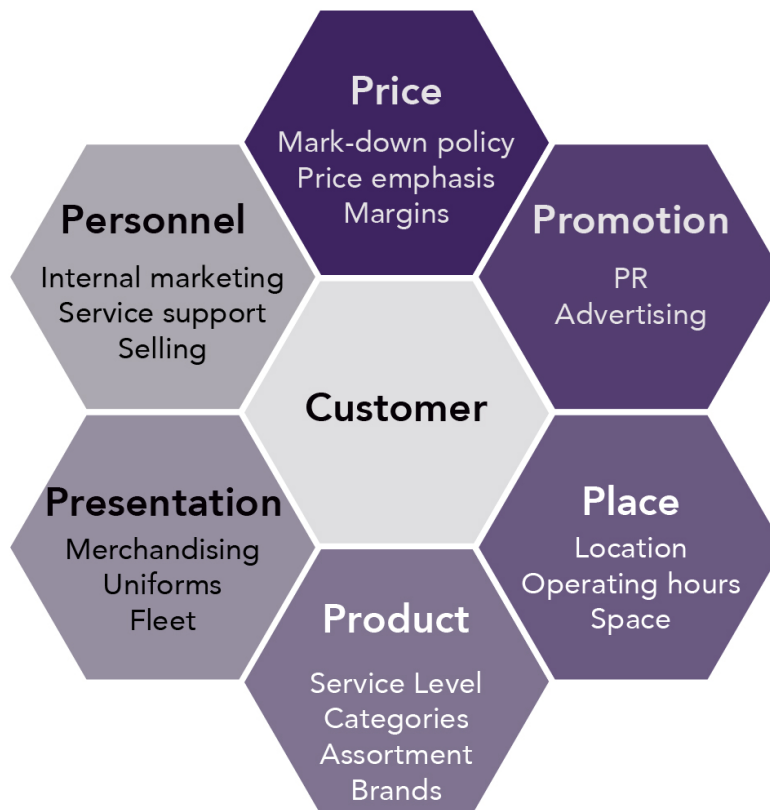 Price
Mark-down policy
Price emphasis
Margins
Promotion
PR
Advertising
Place
Location
Operating hours
Space
Product
Service Level
Categories
Assortment
Brands
Presentation
Merchandising
Uniforms
Fleet
Personnel
Internal marketing
Service support
Selling
Customer